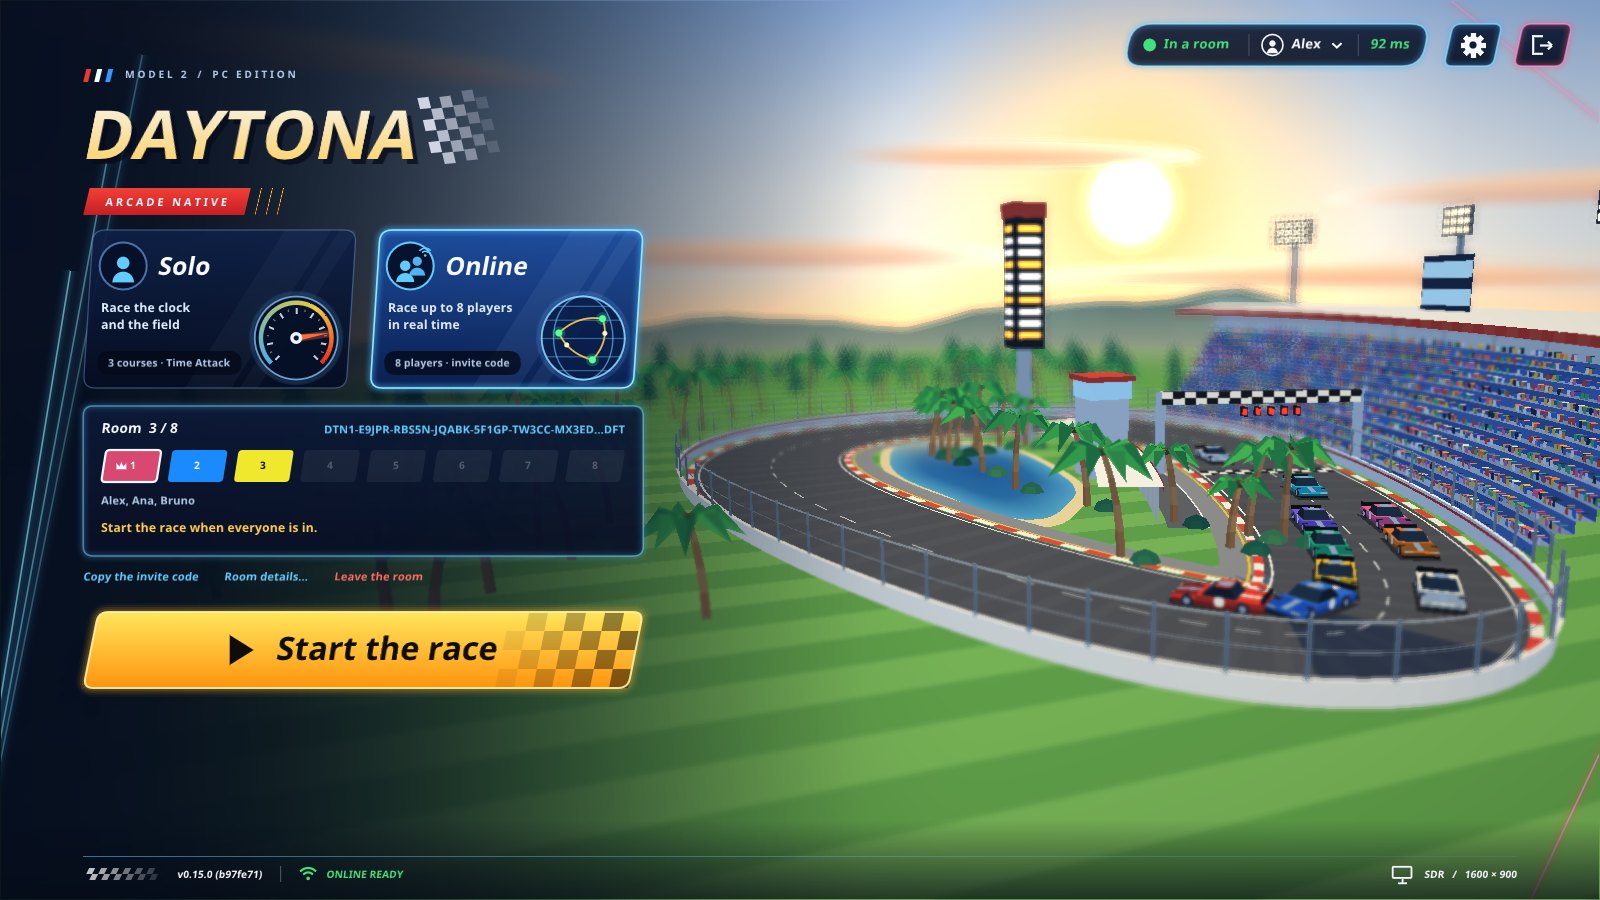 In a room
Alex
92 ms
MODEL 2 / PC EDITION
DAYTONA
ARCADE NATIVE
Solo
Race the clock
and the field
3 courses · Time Attack
Online
Race up to 8 players
in real time
8 players · invite code
Room 3 / 8
DTN1-E9JPR-RBS5N-JQABK-5F1GP-TW3CC-MX3ED...DFT
1 2 3 4 5 6 7 8
Alex, Ana, Bruno
Start the race when everyone is in.
Copy the invite code Room details... Leave the room
Start the race
v0.15.0 (b97fe71)
ONLINE READY
SDR / 1600 × 900